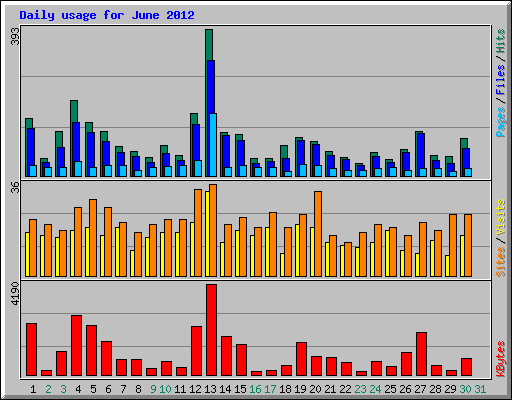 Daily usage for June 2012
393
Pages / Files / Hits
36
Sites / Visits
4190
KBytes
1 2 3 4 5 6 7 8 9 10 11 12 13 14 15 16 17 18 19 20 21 22 23 24 25 26 27 28 29 30 31